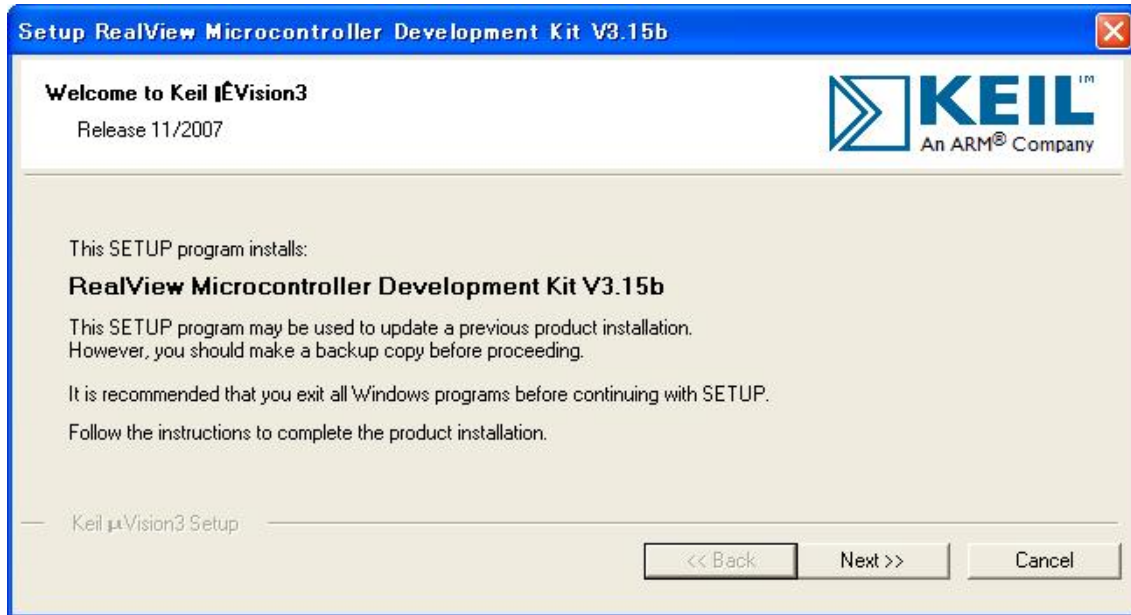 Setup RealView Microcontroller Development Kit V3.15b
Welcome to Keil µÊVision3
Release 11/2007
KEIL™
An ARM® Company
This SETUP program installs:
RealView Microcontroller Development Kit V3.15b
This SETUP program may be used to update a previous product installation.
However, you should make a backup copy before proceeding.
It is recommended that you exit all Windows programs before continuing with SETUP.
Follow the instructions to complete the product installation.
Keil µVision3 Setup
<< Back
Next >>
Cancel